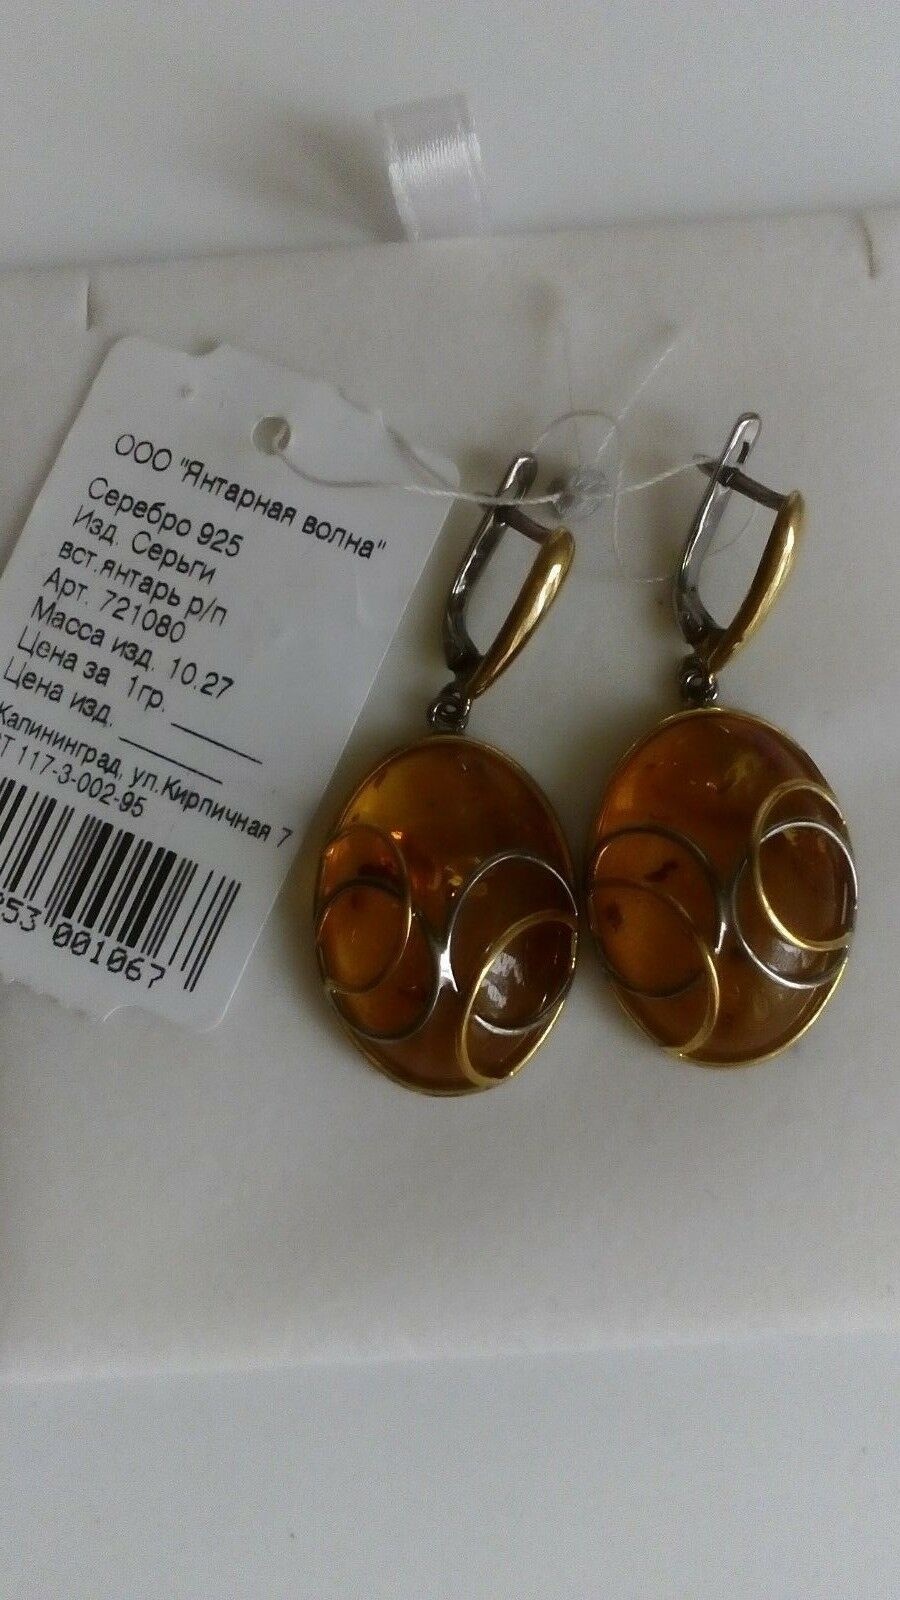 ООО "Янтарная волна"
Серебро 925
Изд. Серьги
вст.янтарь р/п
Арт. 721080
Масса изд. 10.27
Цена за 1гр.
Цена изд.
Калининград, ул.Кирпичная 7
Т 117-3-002-95
53 001067